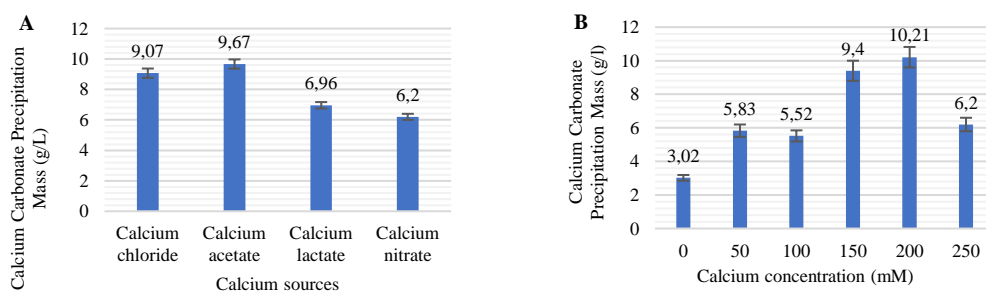 A
Calcium Carbonate Precipitation
Mass (g/L)
12
10
8
6
4
2
0
9,07
9,67
6,96
6,2
Calcium
chloride
Calcium
acetate
Calcium
lactate
Calcium
nitrate
Calcium sources
B
Calcium Carbonate
Precipitation Mass (g/l)
12
10
8
6
4
2
0
3,02
5,83
5,52
9,4
10,21
6,2
0 50 100 150 200 250
Calcium concentration (mM)